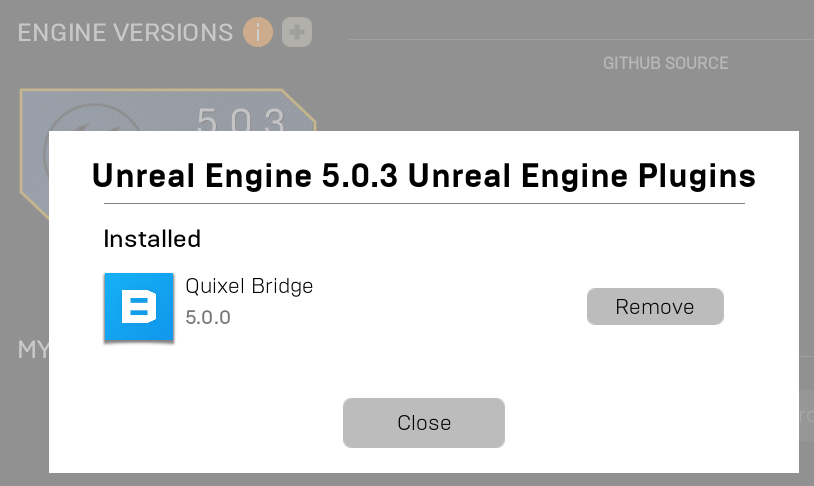 ENGINE VERSIONS
GITHUB SOURCE
5.0.3
Unreal Engine 5.0.3 Unreal Engine Plugins
Installed
Quixel Bridge
5.0.0
Remove
MY
Close